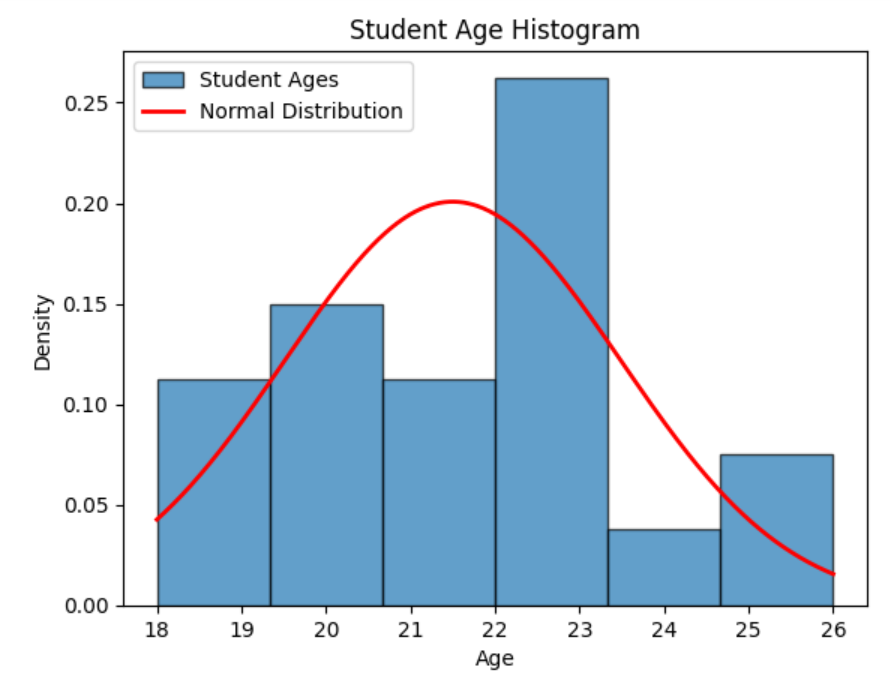 Student Age Histogram
Student Ages
Normal Distribution
0.25
0.20
0.15
0.10
0.05
0.00
Density
18 19 20 21 22 23 24 25 26
Age